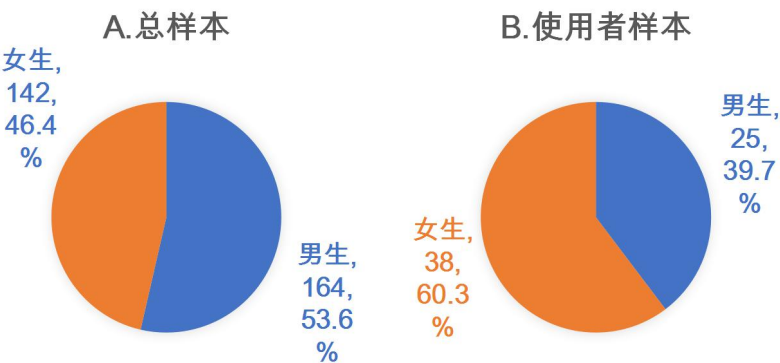 A.总样本
女生,
142,
46.4
%
男生,
164,
53.6
%
B.使用者样本
男生,
25,
39.7
%
女生,
38,
60.3
%